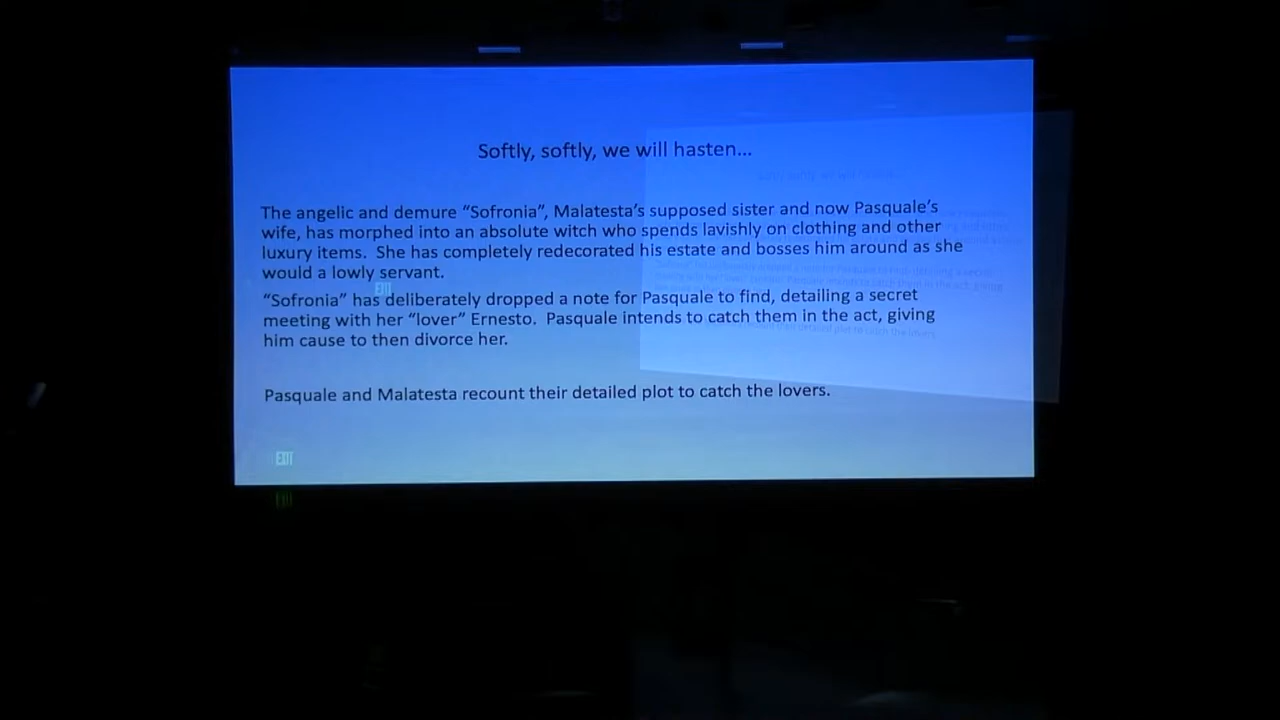 Softly, softly, we will hasten...
The angelic and demure “Sofronia”, Malatesta’s supposed sister and now Pasquale’s
wife, has morphed into an absolute witch who spends lavishly on clothing and other
luxury items. She has completely redecorated his estate and bosses him around as she
would a lowly servant.
“Sofronia” has deliberately dropped a note for Pasquale to find, detailing a secret
meeting with her “lover” Ernesto. Pasquale intends to catch them in the act, giving
him cause to then divorce her.
Pasquale and Malatesta recount their detailed plot to catch the lovers.
EXIT
EXIT